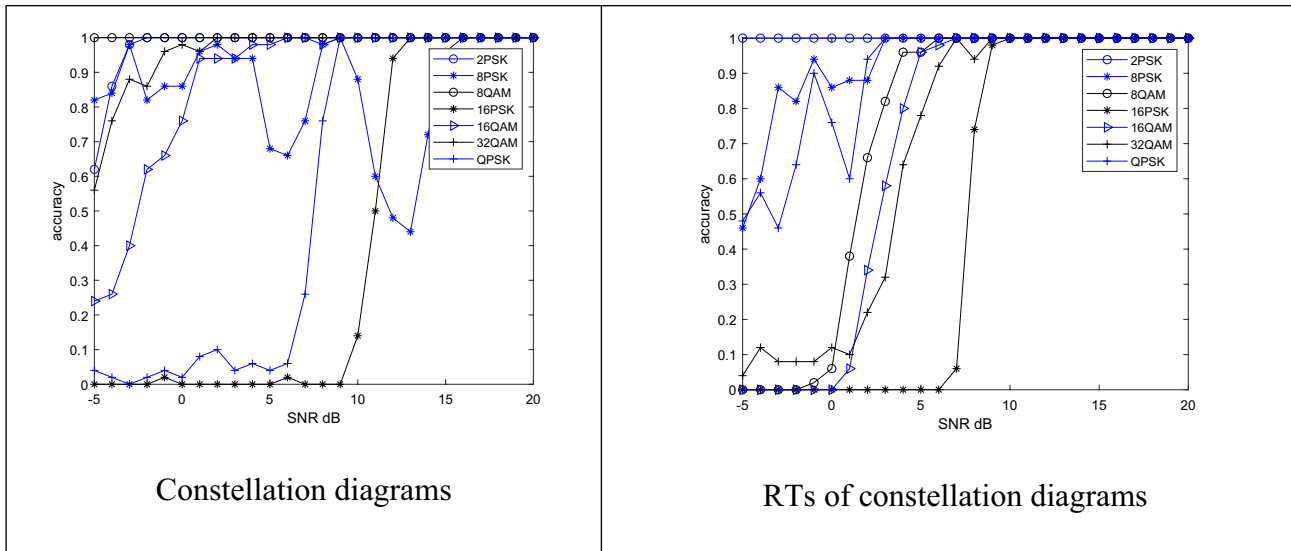 1
0.9
0.8
0.7
0.6
0.5
0.4
0.3
0.2
0.1
0
accuracy
-5 0 5 10 15 20
SNR dB
2PSK
8PSK
8QAM
16PSK
16QAM
32QAM
QPSK
Constellation diagrams
1
0.9
0.8
0.7
0.6
0.5
0.4
0.3
0.2
0.1
0
accuracy
-5 0 5 10 15 20
SNR dB
2PSK
8PSK
8QAM
16PSK
16QAM
32QAM
QPSK
RTs of constellation diagrams